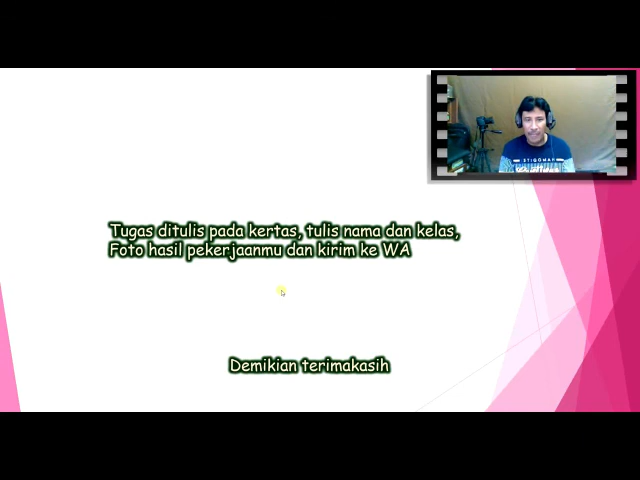 Tugas ditulis pada kertas, tulis nama dan kelas,
Foto hasil pekerjaanmu dan kirim ke WA
Demikian terimakasih